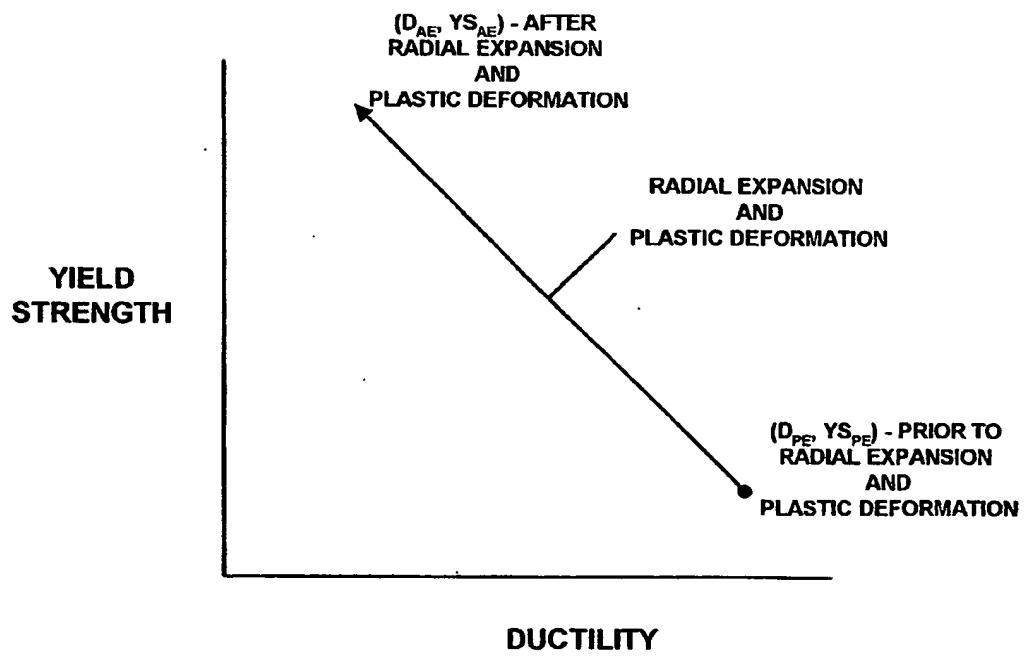 (D_AE, YS_AE) - AFTER
RADIAL EXPANSION
AND
PLASTIC DEFORMATION
RADIAL EXPANSION
AND
PLASTIC DEFORMATION
YIELD
STRENGTH
(D_PE, YS_PE) - PRIOR TO
RADIAL EXPANSION
AND
PLASTIC DEFORMATION
DUCTILITY